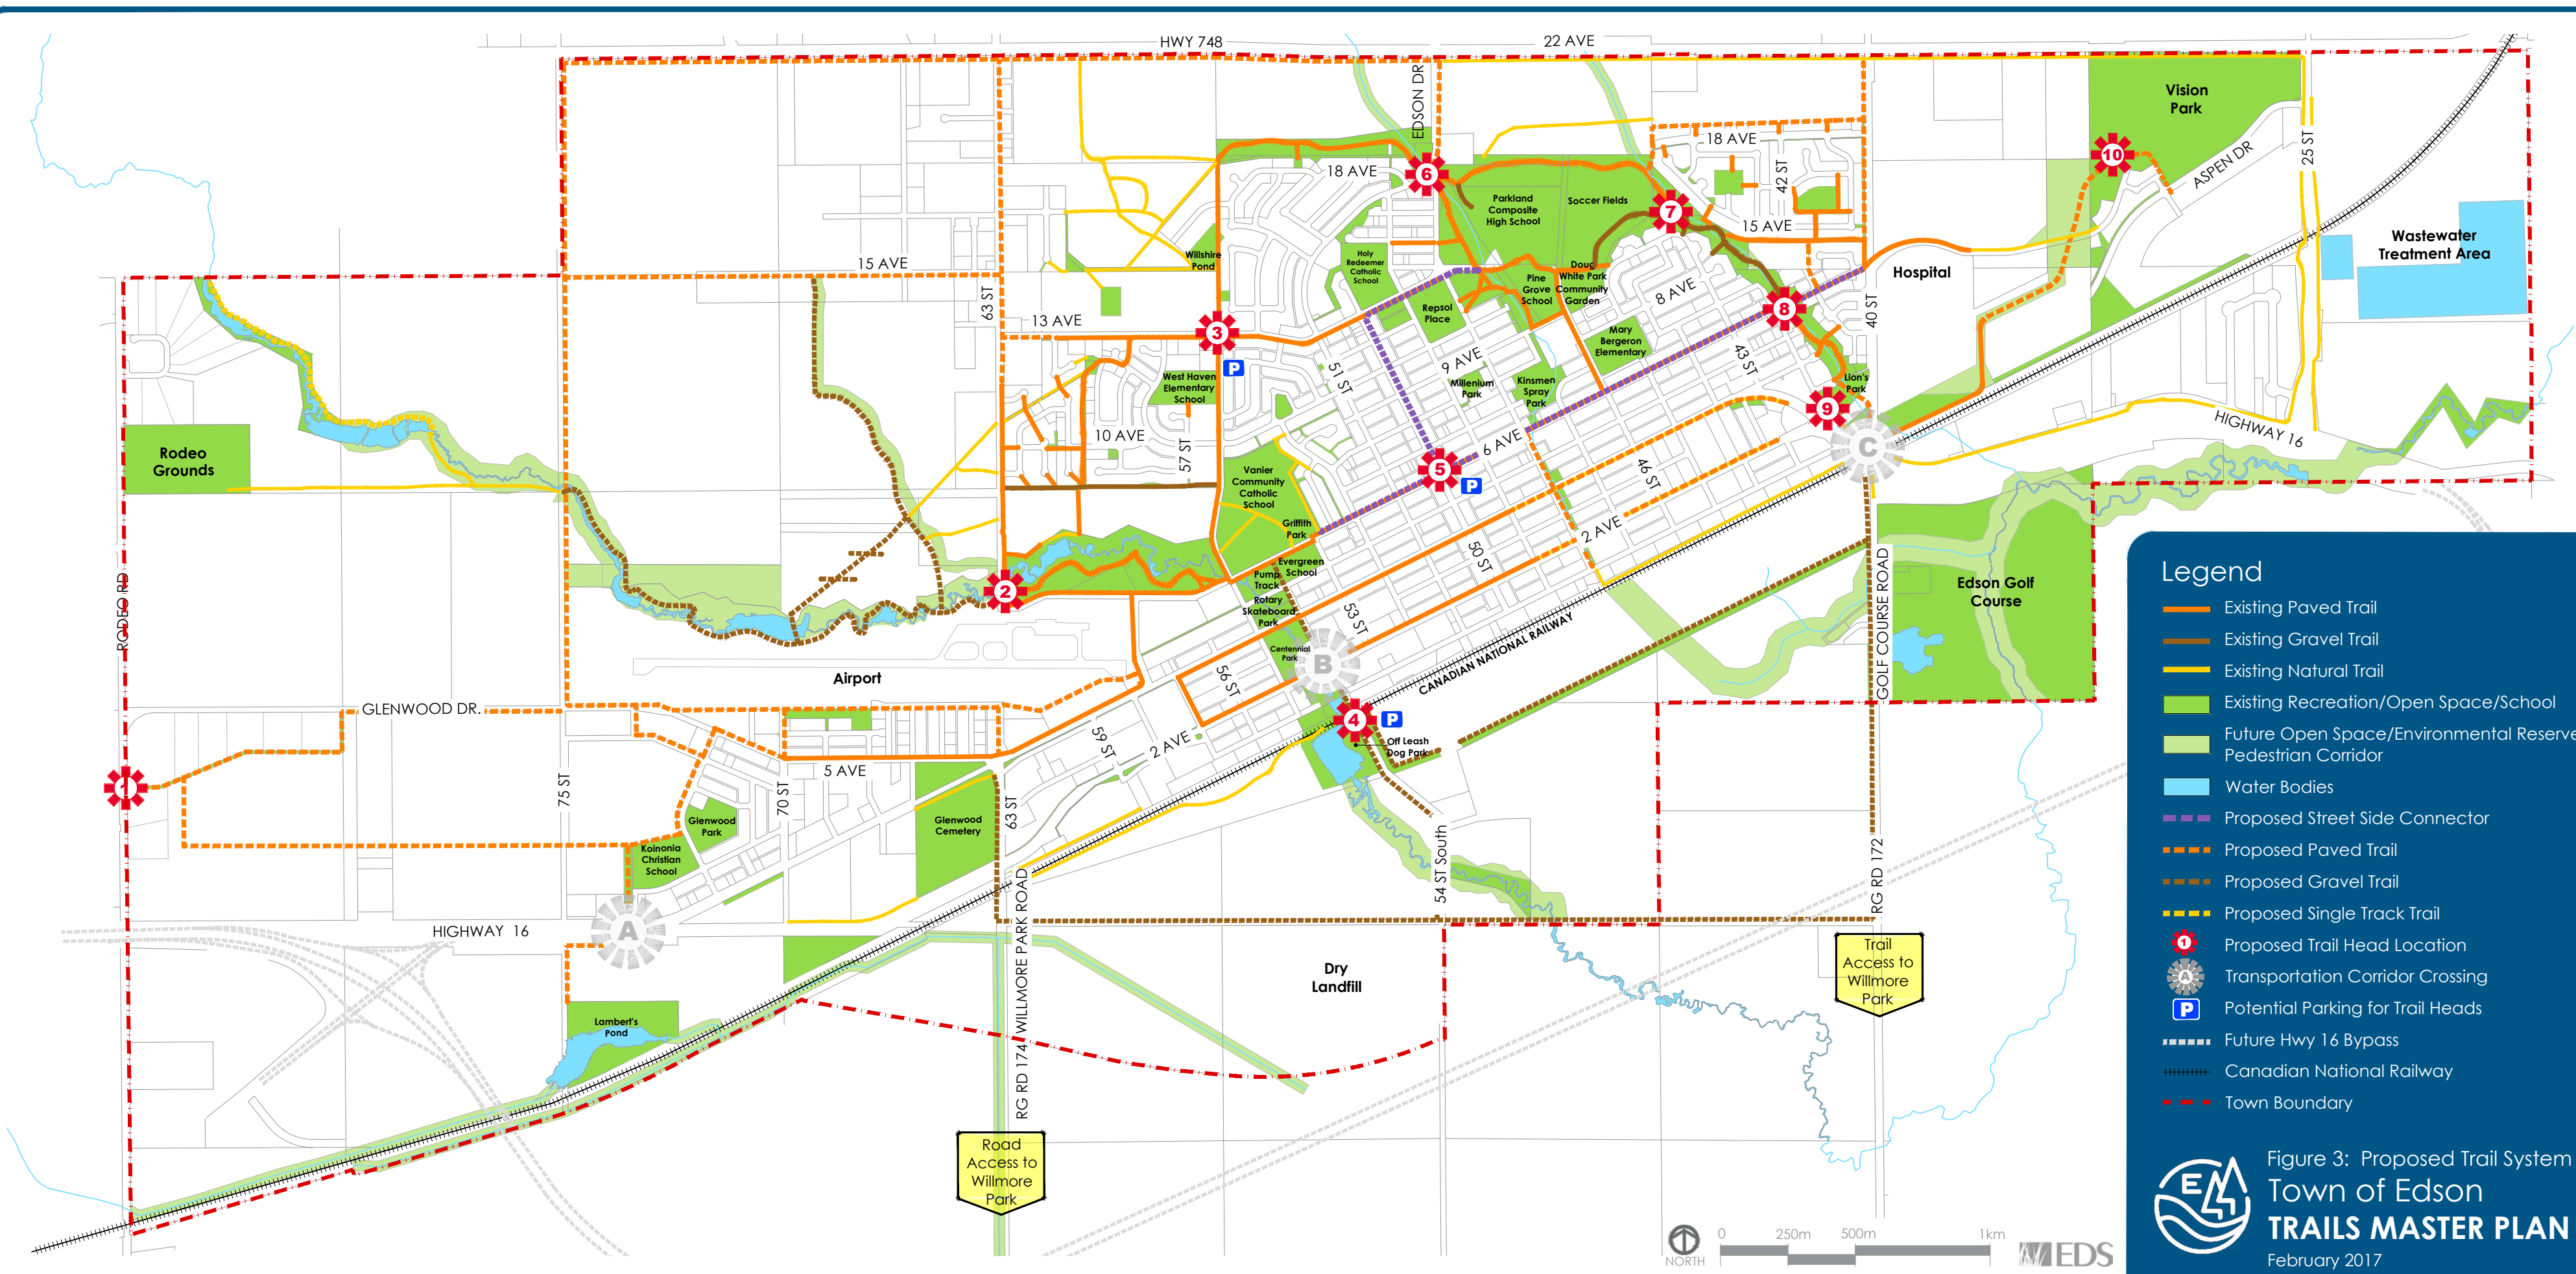 HWY 748
22 AVE
EDSON DR
Vision
Park
18 AVE
18 AVE
42 ST
ASPEN DR
25 ST
10
6
7
Parkland
Composite
High School
Soccer Fields
15 AVE
Wastewater
Treatment Area
15 AVE
Willshire
Pond
Holy
Redeemer
Catholic
School
Hospital
Pine
Grove
School
Doug
White Park
Community
Garden
8 AVE
63 ST
13 AVE
3
P
Repsol
Place
8
40 ST
Mary
Bergeron
Elementary
43 ST
9 AVE
51 ST
West Haven
Elementary
School
Millenium
Park
Kinsmen
Spray
Park
Lion's
Park
9
C
HIGHWAY 16
10 AVE
57 ST
Rodeo
Grounds
Vanier
Community
Catholic
School
6 AVE
5
P
46 ST
Griffith
Park
2 AVE
50 ST
Evergreen
School
Pump
Track
Rotary
Skateboard
Park
2
53 ST
RODEO RD
GOLF COURSE ROAD
Edson Golf
Course
Centennial
Park
B
CANADIAN NATIONAL RAILWAY
Airport
56 ST
GLENWOOD DR.
4
P
Off Leash
Dog Park
59 ST
2 AVE
5 AVE
1
75 ST
70 ST
63 ST
Glenwood
Park
Glenwood
Cemetery
Koinonia
Christian
School
54 ST South
RG RD 172
HIGHWAY 16
A
RG RD 174 WILLMORE PARK ROAD
Dry
Landfill
Trail
Access to
Willmore
Park
Lambert's
Pond
Road
Access to
Willmore
Park
NORTH
0
250m
500m
1km
EDS
Legend
Existing Paved Trail
Existing Gravel Trail
Existing Natural Trail
Existing Recreation/Open Space/School
Future Open Space/Environmental Reserve
Pedestrian Corridor
Water Bodies
Proposed Street Side Connector
Proposed Paved Trail
Proposed Gravel Trail
Proposed Single Track Trail
1
Proposed Trail Head Location
A
Transportation Corridor Crossing
P
Potential Parking for Trail Heads
Future Hwy 16 Bypass
Canadian National Railway
Town Boundary
Figure 3: Proposed Trail System
Town of Edson
TRAILS MASTER PLAN
February 2017